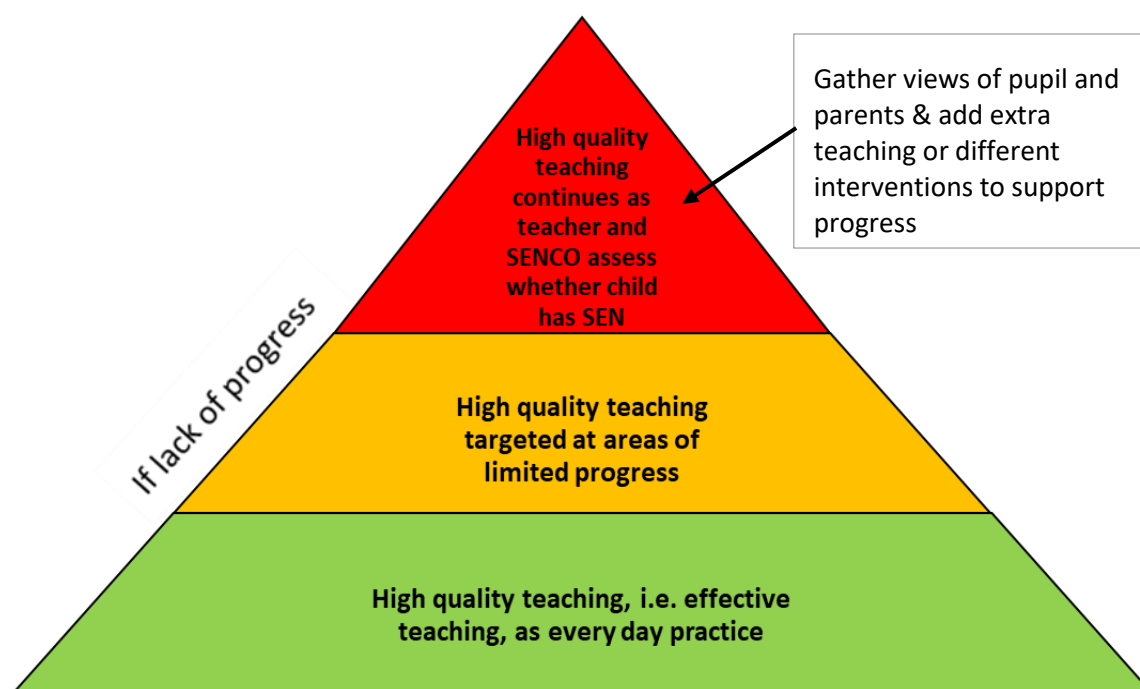 High quality
teaching
continues as
teacher and
SENCO assess
whether child
has SEN
Gather views of pupil and
parents & add extra
teaching or different
interventions to support
progress
If lack of progress
High quality teaching
targeted at areas of
limited progress
High quality teaching, i.e. effective
teaching, as every day practice